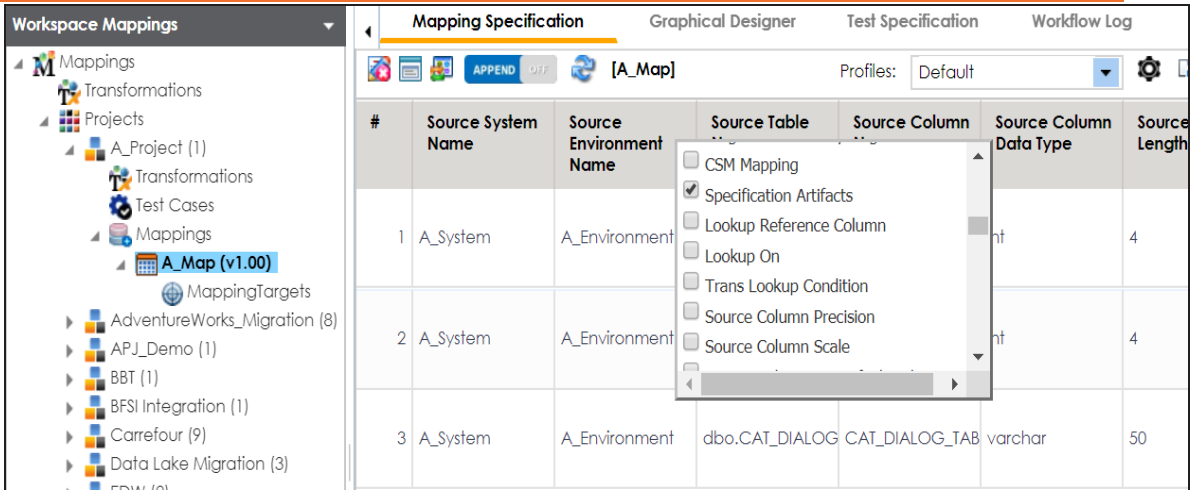 Workspace Mappings
Mappings
Transformations
Projects
A_Project (1)
Transformations
Test Cases
Mappings
A_Map (v1.00)
MappingTargets
AdventureWorks_Migration (8)
APJ_Demo (1)
BBT (1)
BFSI Integration (1)
Carrefour (9)
Data Lake Migration (3)
Mapping Specification Graphical Designer Test Specification Workflow Log
APPEND OFF [A_Map] Profiles: Default
# Source System Name Source Environment Name Source Table Source Column Source Column Data Type Source Length
CSM Mapping
Specification Artifacts
Lookup Reference Column
Lookup On
Trans Lookup Condition
Source Column Precision
Source Column Scale
1 A_System A_Environment 4
2 A_System A_Environment 4
3 A_System A_Environment dbo.CAT_DIALOG CAT_DIALOG_TAB varchar 50